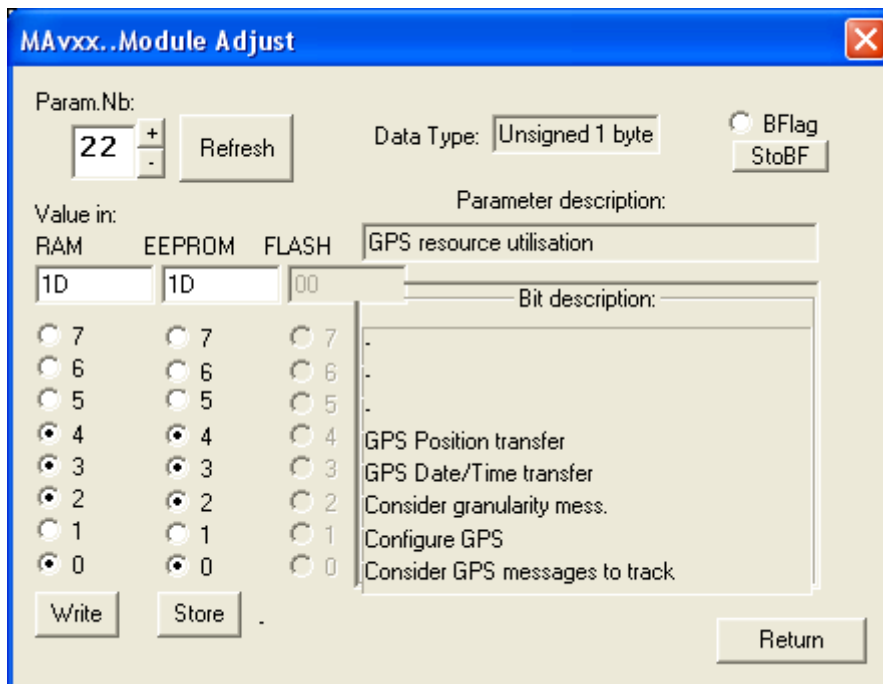 MAvxx..Module Adjust
Param.Nb:
22
+
-
Refresh
Data Type: Unsigned 1 byte
BFlag
StoBF
Parameter description:
GPS resource utilisation
Value in:
RAM EEPROM FLASH
1D 1D 00
Bit description:
7 7 7 -
6 6 6 -
5 5 5 -
4 4 4 GPS Position transfer
3 3 3 GPS Date/Time transfer
2 2 2 Consider granularity mess.
1 1 1 Configure GPS
0 0 0 Consider GPS messages to track
Write Store -
Return